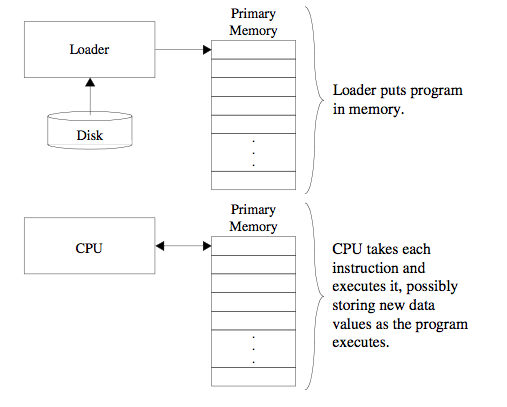 Primary
Memory
Loader
Disk
Loader puts program
in memory.
Primary
Memory
CPU
CPU takes each
instruction and
executes it, possibly
storing new data
values as the program
executes.